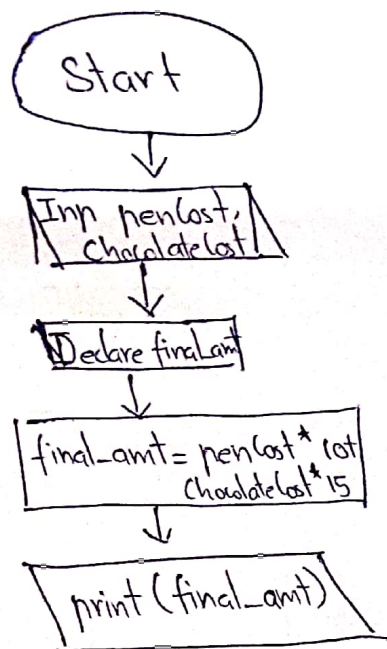 Start
Inp penCost,
ChocolateCost
Declare final_amt
final_amt = penCost* 10+
ChocolateCost*15
print (final_amt)